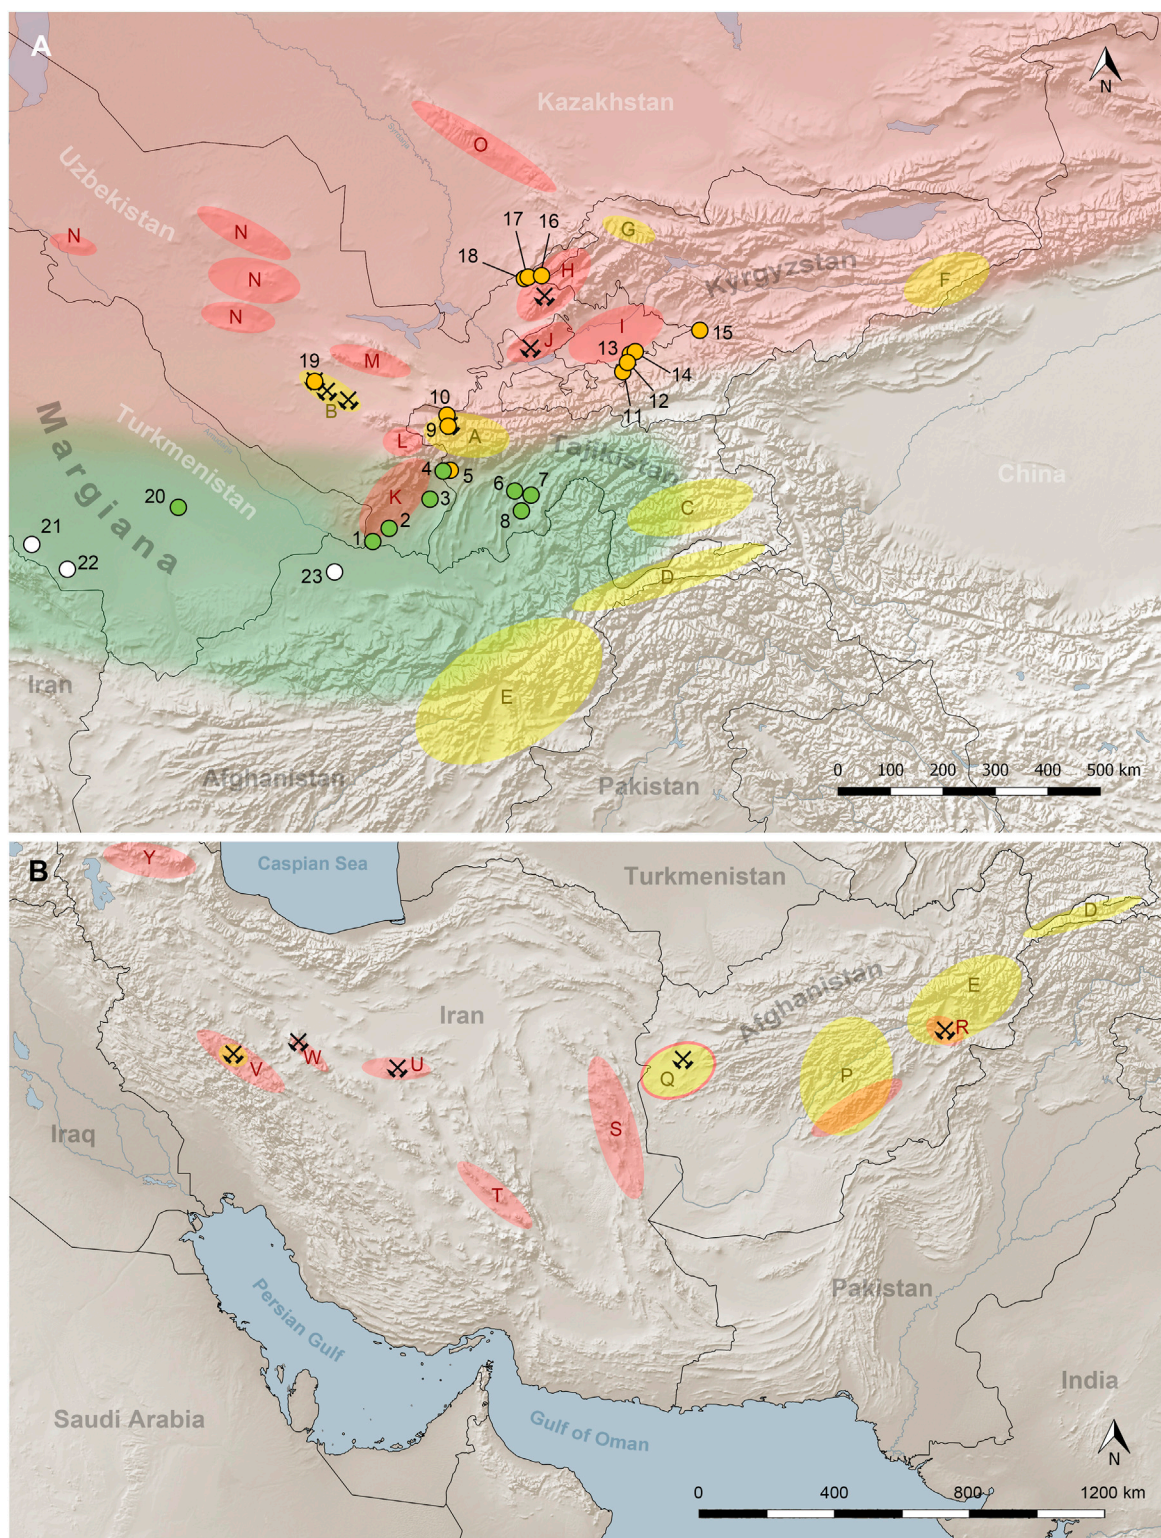 A
N
Kazakhstan
O
Syrdarya
Uzbekistan
N
N
17
16
G
18
H
Kyrgyzstan
F
N
N
I
15
J
13
M
14
19
12
11
B
10
Margiana
Turkmenistan
9
A
L
Tajikistan
China
4
5
6
7
20
K
3
C
8
2
21
1
22
23
D
Iran
E
Afghanistan
Pakistan
0 100 200 300 400 500 km
B
Y
Caspian Sea
Turkmenistan
D
Afghanistan
E
Iran
R
W
V
U
Q
P
Iraq
S
T
Pakistan
Persian Gulf
India
Saudi Arabia
Gulf of Oman
N
0 400 800 1200 km